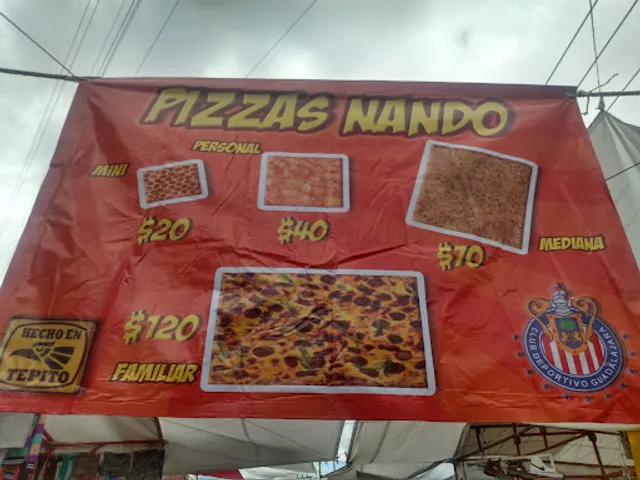 PIZZAS NANDO
PERSONAL
MINI
$20
$40
$70
MEDIANA
$120
FAMILIAR
HECHO EN
TEPITO
CLUB DEPORTIVO GUADALAJARA